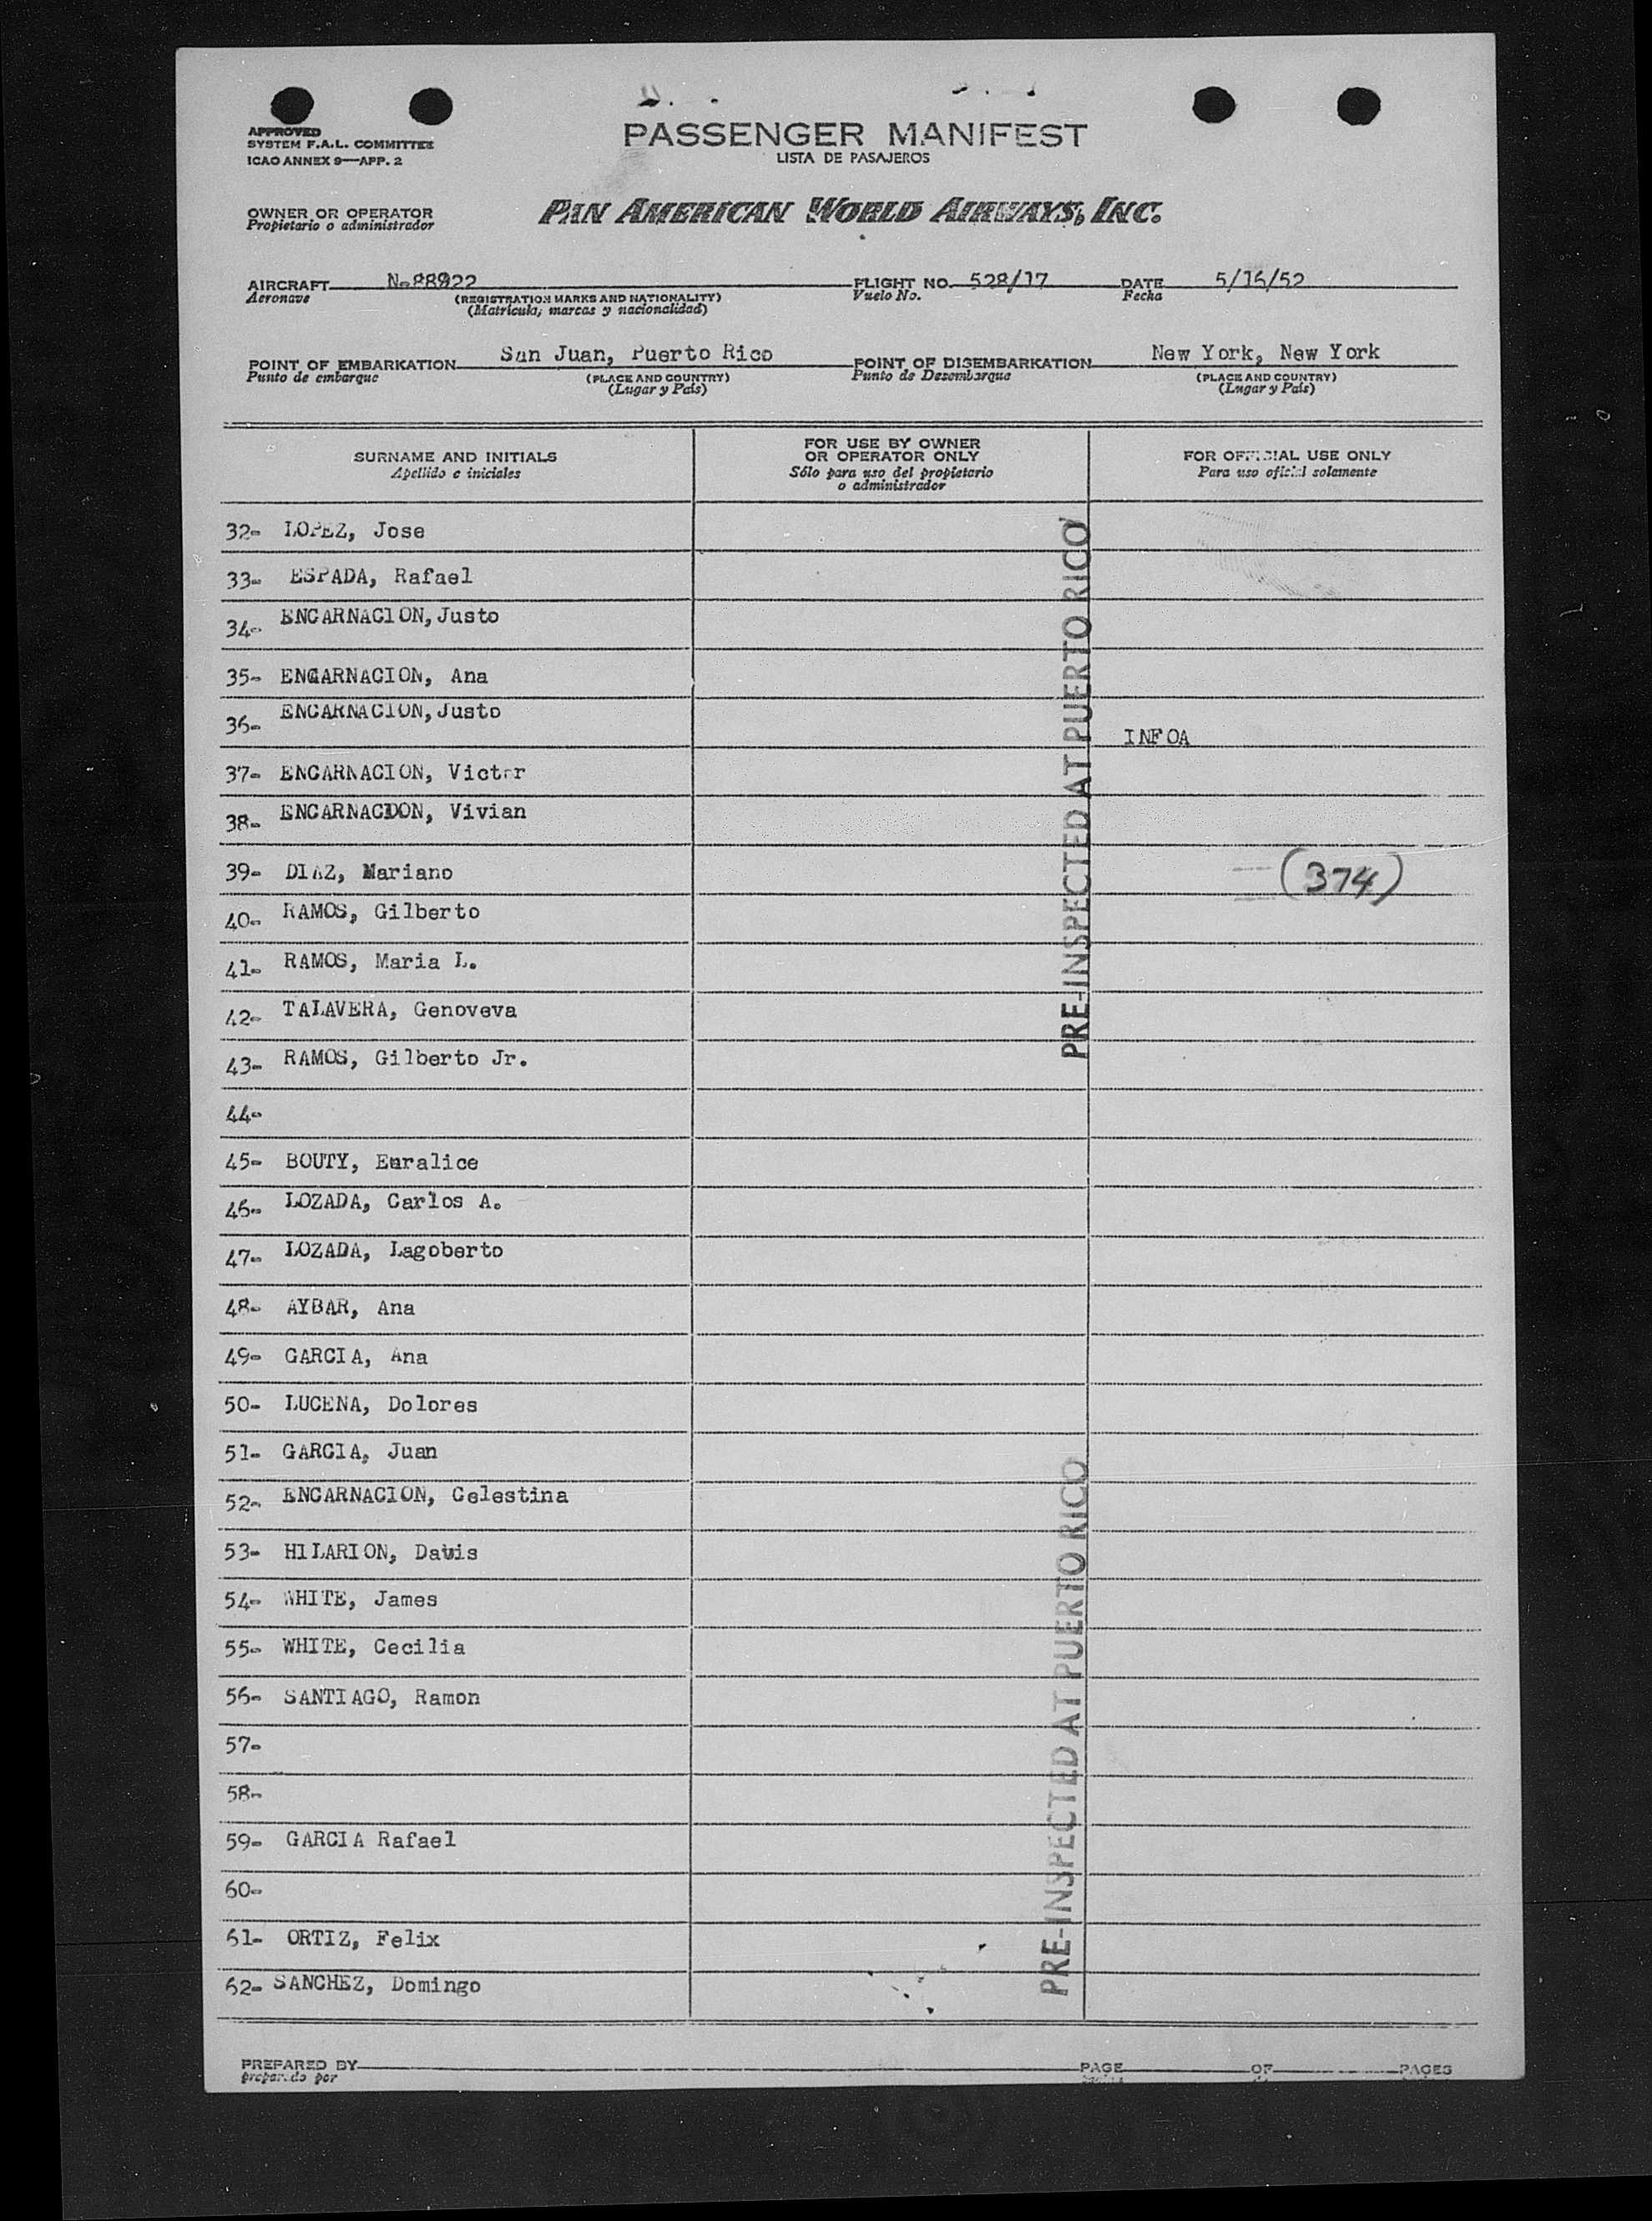 APPROVED
SYSTEM F.A.L. COMMITTEE
ICAO ANNEX 9—APP. 2
PASSENGER MANIFEST
LISTA DE PASAJEROS
OWNER OR OPERATOR
Propietario o administrador
PAN AMERICAN WORLD AIRWAYS, INC.
AIRCRAFT N-88922 FLIGHT NO. 528/17 DATE 5/16/52
Aeronave (REGISTRATION MARKS AND NATIONALITY) Vuelo No. Fecha
(Matricula, marcas y nacionalidad)
POINT OF EMBARKATION San Juan, Puerto Rico POINT OF DISEMBARKATION New York, New York
Punto de embarque (PLACE AND COUNTRY) Punto de Desembarque (PLACE AND COUNTRY)
(Lugar y País) (Lugar y País)
SURNAME AND INITIALS
Apellido e iniciales
FOR USE BY OWNER
OR OPERATOR ONLY
Sólo para uso del propietario
o administrador
FOR OFFICIAL USE ONLY
Para uso oficial solamente
32- LOPEZ, Jose
33- ESPADA, Rafael
34- ENCARNACION, Justo
35- ENCARNACION, Ana
36- ENCARNACION, Justo
INFOA
37- ENCARNACION, Victor
38- ENCARNACDON, Vivian
39- DIAZ, Mariano
(374)
40- RAMOS, Gilberto
41- RAMOS, Maria L.
42- TALAVERA, Genoveva
43- RAMOS, Gilberto Jr.
44-
45- BOUTY, Euralice
46- LOZADA, Carlos A.
47- LOZADA, Lagoberto
48- AYBAR, Ana
49- GARCIA, Ana
50- LUCENA, Dolores
51- GARCIA, Juan
52- ENCARNACION, Celestina
53- HILARION, Davis
54- WHITE, James
55- WHITE, Cecilia
56- SANTIAGO, Ramon
57-
58-
59- GARCIA Rafael
60-
61- ORTIZ, Felix
62- SANCHEZ, Domingo
PRE-INSPECTED AT PUERTO RICO
PRE-INSPECTED AT PUERTO RICO
PREPARED BY PAGE OF PAGES
preparado por